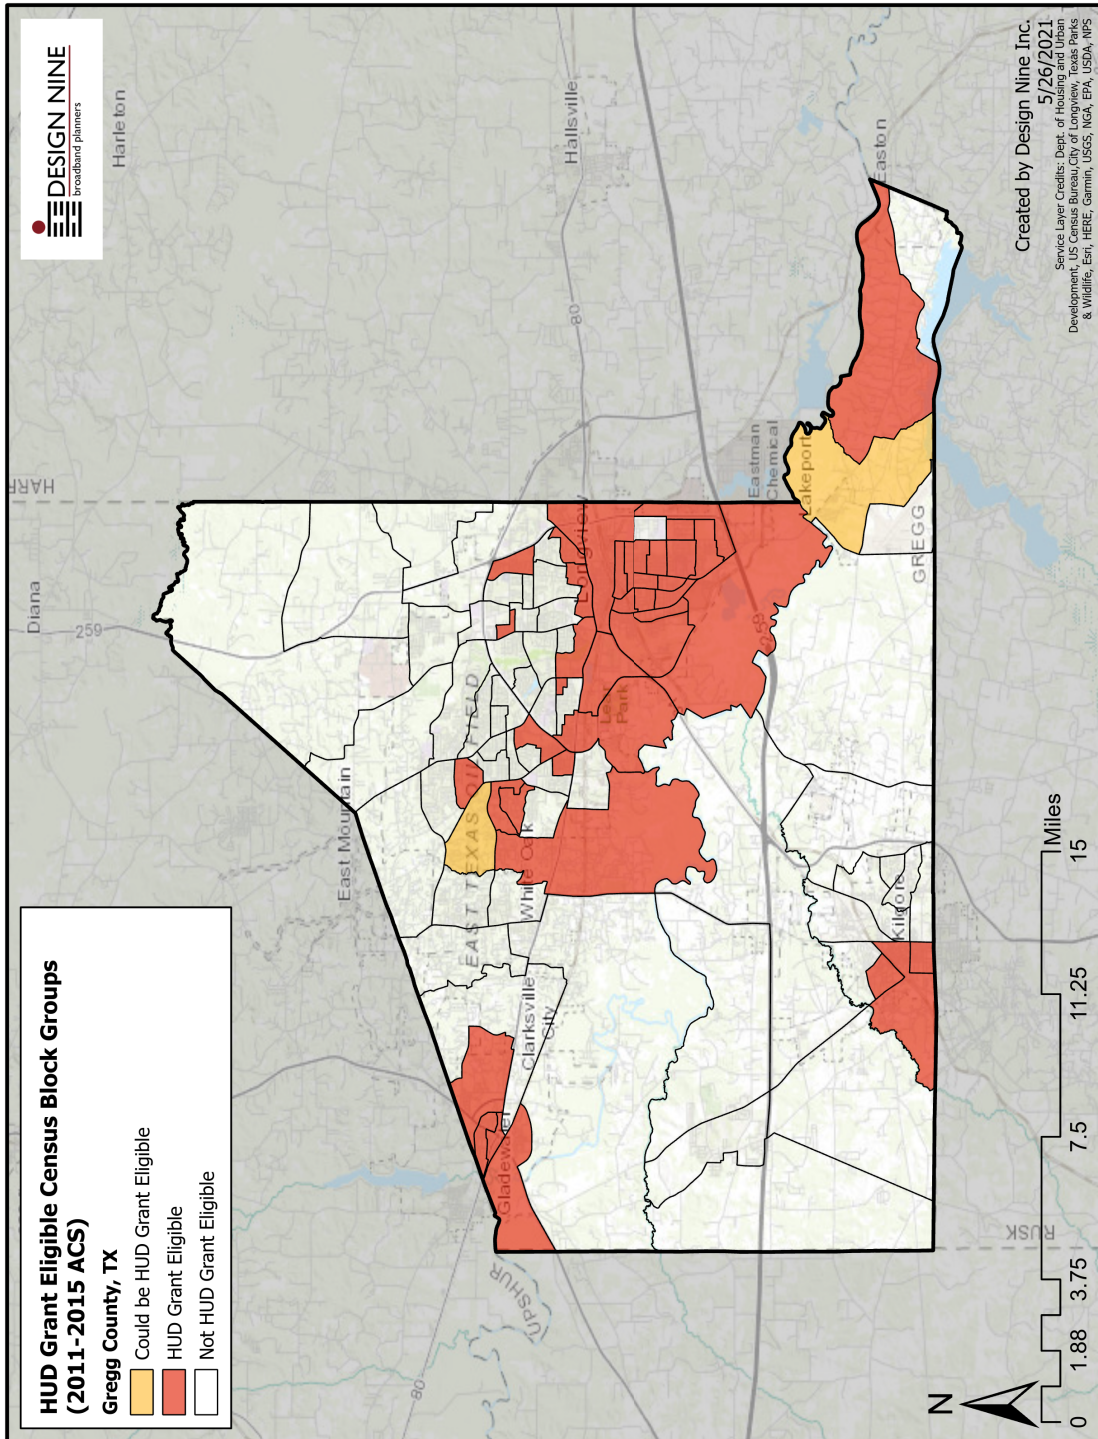 HUD Grant Eligible Census Block Groups
(2011-2015 ACS)
Gregg County, TX
Could be HUD Grant Eligible
HUD Grant Eligible
Not HUD Grant Eligible
DESIGN NINE
broadband planners
Harleton
HARR
Diana
259
East Mountain
EAST TEXAS OIL FIELD
Hallsville
80
Longview
White Oak
Clarksville
City
Gladewater
UPSHUR
80
Lear
Park
259
Eastman
Chemical
Lakeport
Easton
GREGG
Kilgore
RUSK
N
0
1.88
3.75
7.5
11.25
15
Miles
Created by Design Nine Inc.
5/26/2021
Service Layer Credits: Dept. of Housing and Urban
Development, US Census Bureau,City of Longview, Texas Parks
& Wildlife, Esri, HERE, Garmin, USGS, NGA, EPA, USDA, NPS